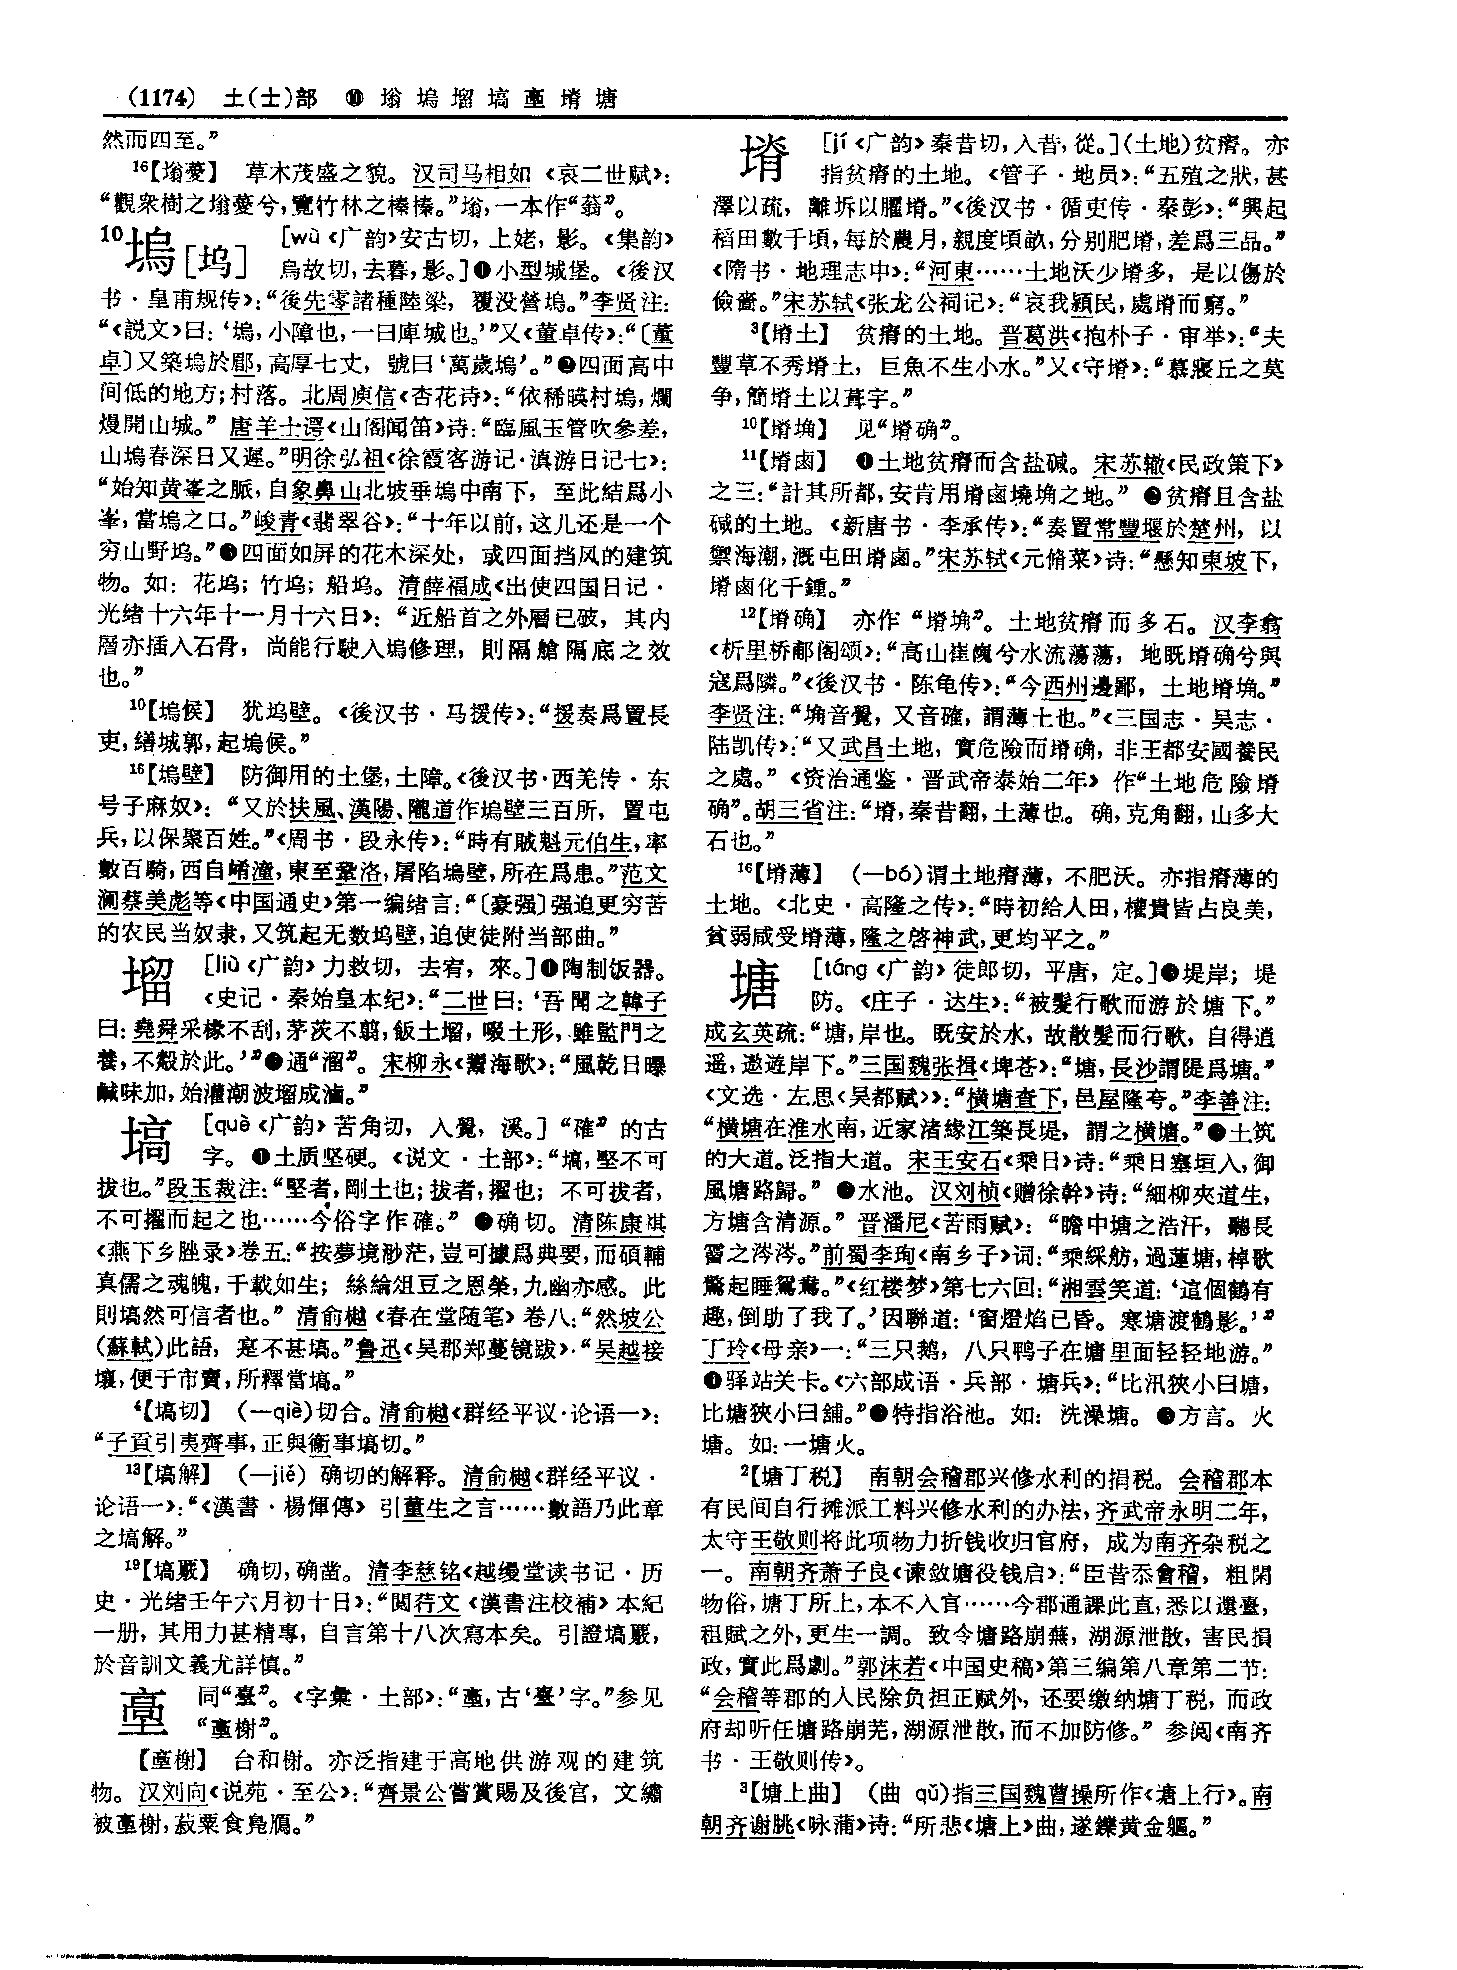 (1174) 土(士)部 ⑩ 塕塢塯塙𡌶塉塘
然而四至。”
¹⁶【塕薆】 草木茂盛之貌。汉司马相如《哀二世赋》：
“觀衆樹之塕薆兮，覽竹林之榛榛。”塕，一本作“蓊”。
¹⁰塢[坞] [wù《广韵》安古切，上姥，影。《集韵》
烏故切，去暮，影。]❶小型城堡。《後汉
书·皇甫规传》：“後先零諸種陸梁，覆没營塢。”李贤注：
“《説文》曰：‘塢，小障也，一曰庳城也。’”又《董卓传》：“〔董
卓〕又築塢於郿，高厚七丈，號曰‘萬歲塢’。”❷四面高中
间低的地方；村落。北周庾信《杏花诗》：“依稀暎村塢，爛
熳開山城。”唐羊士谔《山阁闻笛》诗：“臨風玉管吹參差，
山塢春深日又遲。”明徐弘祖《徐霞客游记·滇游日记七》：
“始知黄峯之脈，自象鼻山北坡垂塢中南下，至此結爲小
峯，當塢之口。”峻青《翡翠谷》：“十年以前，这儿还是一个
穷山野坞。”❸四面如屏的花木深处，或四面挡风的建筑
物。如：花坞；竹坞；船坞。清薛福成《出使四国日记·
光绪十六年十一月十六日》：“近船首之外層已破，其内
層亦插入石骨，尚能行駛入塢修理，則隔艙隔底之效
也。”
¹⁰【塢候】 犹坞壁。《後汉书·马援传》：“援奏爲置長
吏，繕城郭，起塢候。”
¹⁶【塢壁】 防御用的土堡，土障。《後汉书·西羌传·东
号子麻奴》：“又於扶風、漢陽、隴道作塢壁三百所，置屯
兵，以保聚百姓。”《周书·段永传》：“時有賊魁元伯生，率
數百騎，西自崤潼，東至鞏洛，屠陷塢壁，所在爲患。”范文
澜蔡美彪等《中国通史》第一编绪言：“〔豪强〕强迫更穷苦
的农民当奴隶，又筑起无数坞壁，迫使徒附当部曲。”
塯 [liù《广韵》力救切，去宥，來。]❶陶制饭器。
《史记·秦始皇本纪》：“二世曰：‘吾聞之韓子
曰：堯舜采椽不刮，茅茨不翦，飯土塯，啜土形，雖監門之
養，不觳於此。’”❷通“溜”。宋柳永《鬻海歌》：“風乾日曝
鹹味加，始灌潮波塯成滷。”
塙 [què《广韵》苦角切，入覺，溪。]“確”的古
字。❶土质坚硬。《说文·土部》：“塙，堅不可
拔也。”段玉裁注：“堅者，剛土也；拔者，擢也；不可拔者，
不可擢而起之也……今俗字作確。”❷确切。清陈康祺
《燕下乡脞录》卷五：“按夢境渺茫，豈可據爲典要，而碩輔
真儒之魂魄，千載如生；絲綸俎豆之恩榮，九幽亦感。此
則塙然可信者也。”清俞樾《春在堂随笔》卷八：“然坡公
(蘇軾)此語，寔不甚塙。”鲁迅《吴郡郑蔓镜跋》：“吴越接
壤，便于市賣，所釋當塙。”
⁴【塙切】 (—qiè)切合。清俞樾《群经平议·论语一》：
“子貢引夷齊事，正與衛事塙切。”
¹³【塙解】 (—jiě)确切的解释。清俞樾《群经平议·
论语一》：“《漢書·楊惲傳》引董生之言……數語乃此章
之塙解。”
¹⁹【塙覈】 确切，确凿。清李慈铭《越缦堂读书记·历
史·光绪壬午六月初十日》：“閲荇文《漢書注校補》本紀
一册，其用力甚精專，自言第十八次寫本矣。引證塙覈，
於音訓文義尤詳慎。”
𡌶 同“臺”。《字彙·土部》：“𡌶，古‘臺’字。”参见
“𡌶榭”。
【𡌶榭】 台和榭。亦泛指建于高地供游观的建筑
物。汉刘向《说苑·至公》：“齊景公嘗賞賜及後宫，文繡
被𡌶榭，菽粟食鳧鴈。”
塉 [jí《广韵》秦昔切，入昔，從。](土地)贫瘠。亦
指贫瘠的土地。《管子·地员》：“五殖之狀，甚
澤以疏，離坼以臞塉。”《後汉书·循吏传·秦彭》：“興起
稻田數千頃，每於農月，親度頃畝，分别肥塉，差爲三品。”
《隋书·地理志中》：“河東……土地沃少塉多，是以傷於
儉嗇。”宋苏轼《张龙公祠记》：“哀我潁民，處塉而窮。”
³【塉土】 贫瘠的土地。晋葛洪《抱朴子·审举》：“夫
豐草不秀塉土，巨魚不生小水。”又《守塉》：“慕寢丘之莫
争，簡塉土以葺宇。”
¹⁰【塉埆】 见“塉确”。
¹¹【塉鹵】 ❶土地贫瘠而含盐碱。宋苏辙《民政策下》
之三：“計其所都，安肯用塉鹵墝埆之地。”❷贫瘠且含盐
碱的土地。《新唐书·李承传》：“奏置常豐堰於楚州，以
禦海潮，溉屯田塉鹵。”宋苏轼《元脩菜》诗：“懸知東坡下，
塉鹵化千鍾。”
¹²【塉确】 亦作“塉埆”。土地贫瘠而多石。汉李翕
《析里桥郙阁颂》：“高山崔嵬兮水流蕩蕩，地既塉确兮與
寇爲隣。”《後汉书·陈龟传》：“今西州邊鄙，土地塉埆。”
李贤注：“埆音覺，又音確，謂薄土也。”《三国志·吴志·
陆凯传》：“又武昌土地，實危險而塉确，非王都安國養民
之處。”《资治通鉴·晋武帝泰始二年》作“土地危險塉
确”。胡三省注：“塉，秦昔翻，土薄也。确，克角翻，山多大
石也。”
¹⁶【塉薄】 (—bó)谓土地瘠薄，不肥沃。亦指瘠薄的
土地。《北史·高隆之传》：“時初給人田，權貴皆占良美，
貧弱咸受塉薄，隆之啓神武，更均平之。”
塘 [táng《广韵》徒郎切，平唐，定。]❶堤岸；堤
防。《庄子·达生》：“被髮行歌而游於塘下。”
成玄英疏：“塘，岸也。既安於水，故散髮而行歌，自得逍
遥，遨遊岸下。”三国魏张揖《埤苍》：“塘，長沙謂隄爲塘。”
《文选·左思〈吴都赋〉》：“横塘查下，邑屋隆夸。”李善注：
“横塘在淮水南，近家渚緣江築長堤，謂之横塘。”❷土筑
的大道。泛指大道。宋王安石《乘日》诗：“乘日塞垣入，御
風塘路歸。”❸水池。汉刘桢《赠徐幹》诗：“細柳夾道生，
方塘含清源。”晋潘尼《苦雨赋》：“瞻中塘之浩汗，聽長
霤之涔涔。”前蜀李珣《南乡子》词：“乘綵舫，過蓮塘，棹歌
驚起睡鴛鴦。”《红楼梦》第七六回：“湘雲笑道：‘這個鶴有
趣，倒助了我了。’因聯道：‘窗燈焰已昏。寒塘渡鶴影。’”
丁玲《母亲》一：“三只鹅，八只鸭子在塘里面轻轻地游。”
❹驿站关卡。《六部成语·兵部·塘兵》：“比汛狹小曰塘，
比塘狹小曰舖。”❺特指浴池。如：洗澡塘。❻方言。火
塘。如：一塘火。
²【塘丁税】 南朝会稽郡兴修水利的捐税。会稽郡本
有民间自行摊派工料兴修水利的办法，齐武帝永明二年，
太守王敬则将此项物力折钱收归官府，成为南齐杂税之
一。南朝齐萧子良《谏敛塘役钱启》：“臣昔忝會稽，粗閑
物俗，塘丁所上，本不入官……今郡通課此直，悉以還臺，
租賦之外，更生一調。致令塘路崩蕪，湖源泄散，害民損
政，實此爲劇。”郭沫若《中国史稿》第三编第八章第二节：
“会稽等郡的人民除负担正赋外，还要缴纳塘丁税，而政
府却听任塘路崩芜，湖源泄散，而不加防修。”参阅《南齐
书·王敬则传》。
³【塘上曲】 (曲 qǔ)指三国魏曹操所作《塘上行》。南
朝齐谢朓《咏蒲》诗：“所悲《塘上》曲，遂鑠黄金軀。”